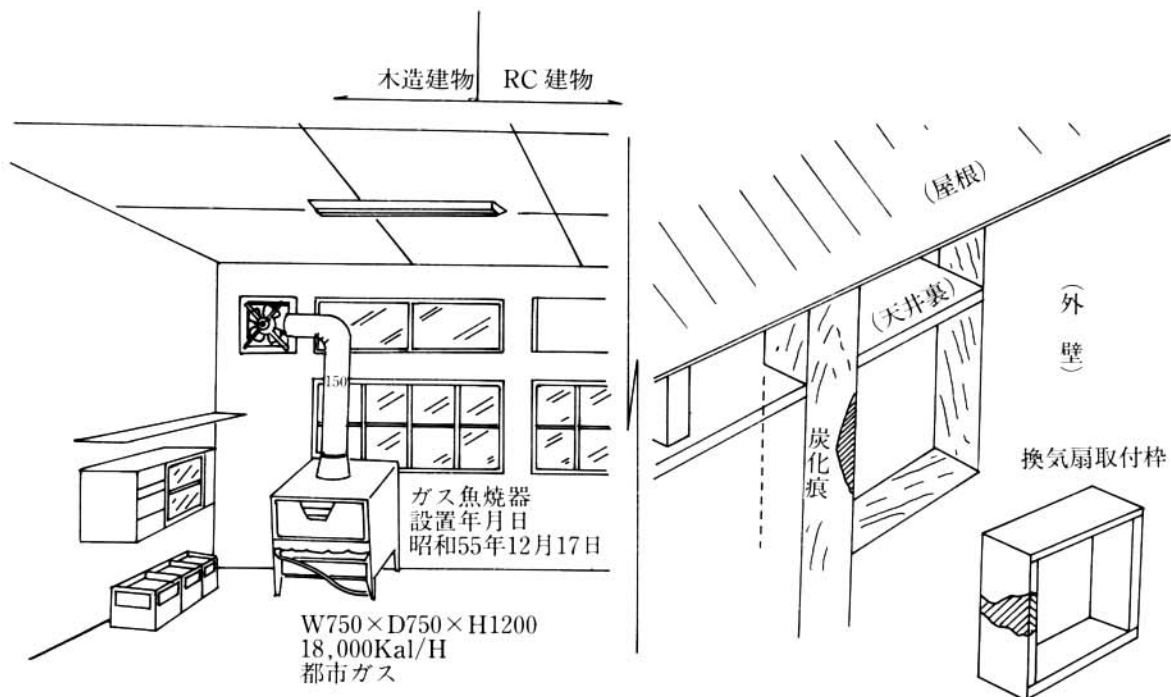 木造建物
RC 建物
150
ガス魚焼器
設置年月日
昭和55年12月17日
W750×D750×H1200
18,000Kal/H
都市ガス
(屋根)
(天井裏)
(外壁)
炭化痕
換気扇取付枠